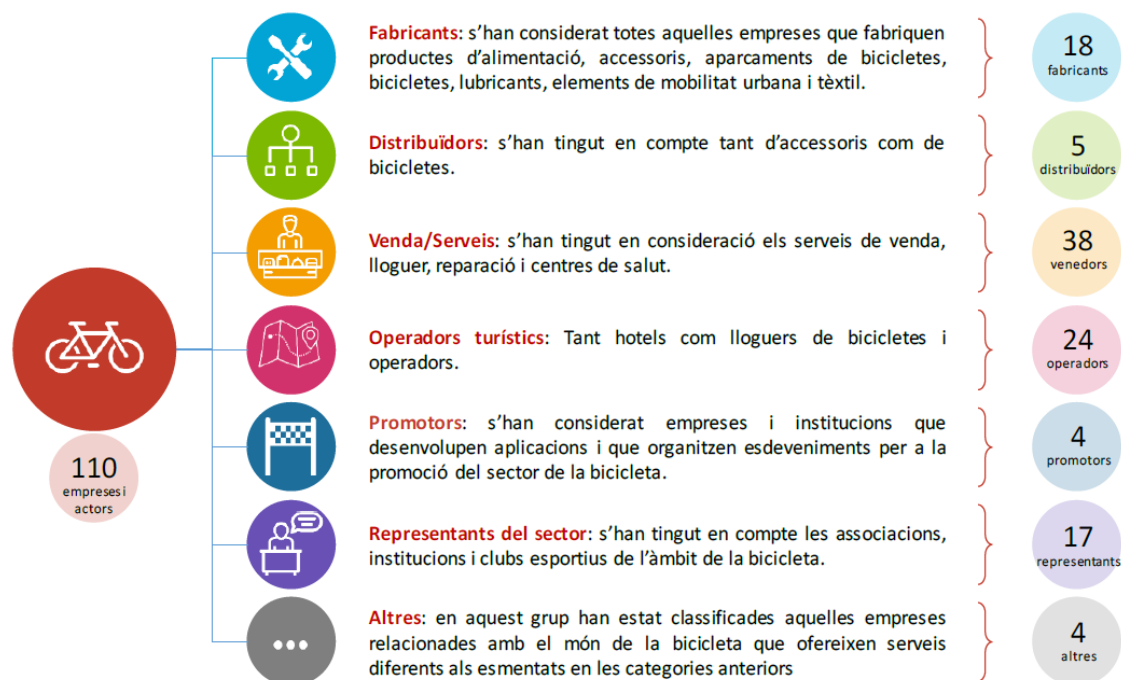 Fabricants: s’han considerat totes aquelles empreses que fabriquen
productes d’alimentació, accessoris, aparcaments de bicicletes,
bicicletes, lubricants, elements de mobilitat urbana i tèxtil.
18
fabricants
Distribuïdors: s’han tingut en compte tant d’accessoris com de
bicicletes.
5
distribuïdors
Venda/Serveis: s’han tingut en consideració els serveis de venda,
lloguer, reparació i centres de salut.
38
venedors
Operadors turístics: Tant hotels com lloguers de bicicletes i
operadors.
24
operadors
Promotors: s’han considerat empreses i institucions que
desenvolupen aplicacions i que organitzen esdeveniments per a la
promoció del sector de la bicicleta.
4
promotors
110
empreses i
actors
Representants del sector: s’han tingut en compte les associacions,
institucions i clubs esportius de l’àmbit de la bicicleta.
17
representants
Altres: en aquest grup han estat classificades aquelles empreses
relacionades amb el món de la bicicleta que ofereixen serveis
diferents als esmentats en les categories anteriors
4
altres